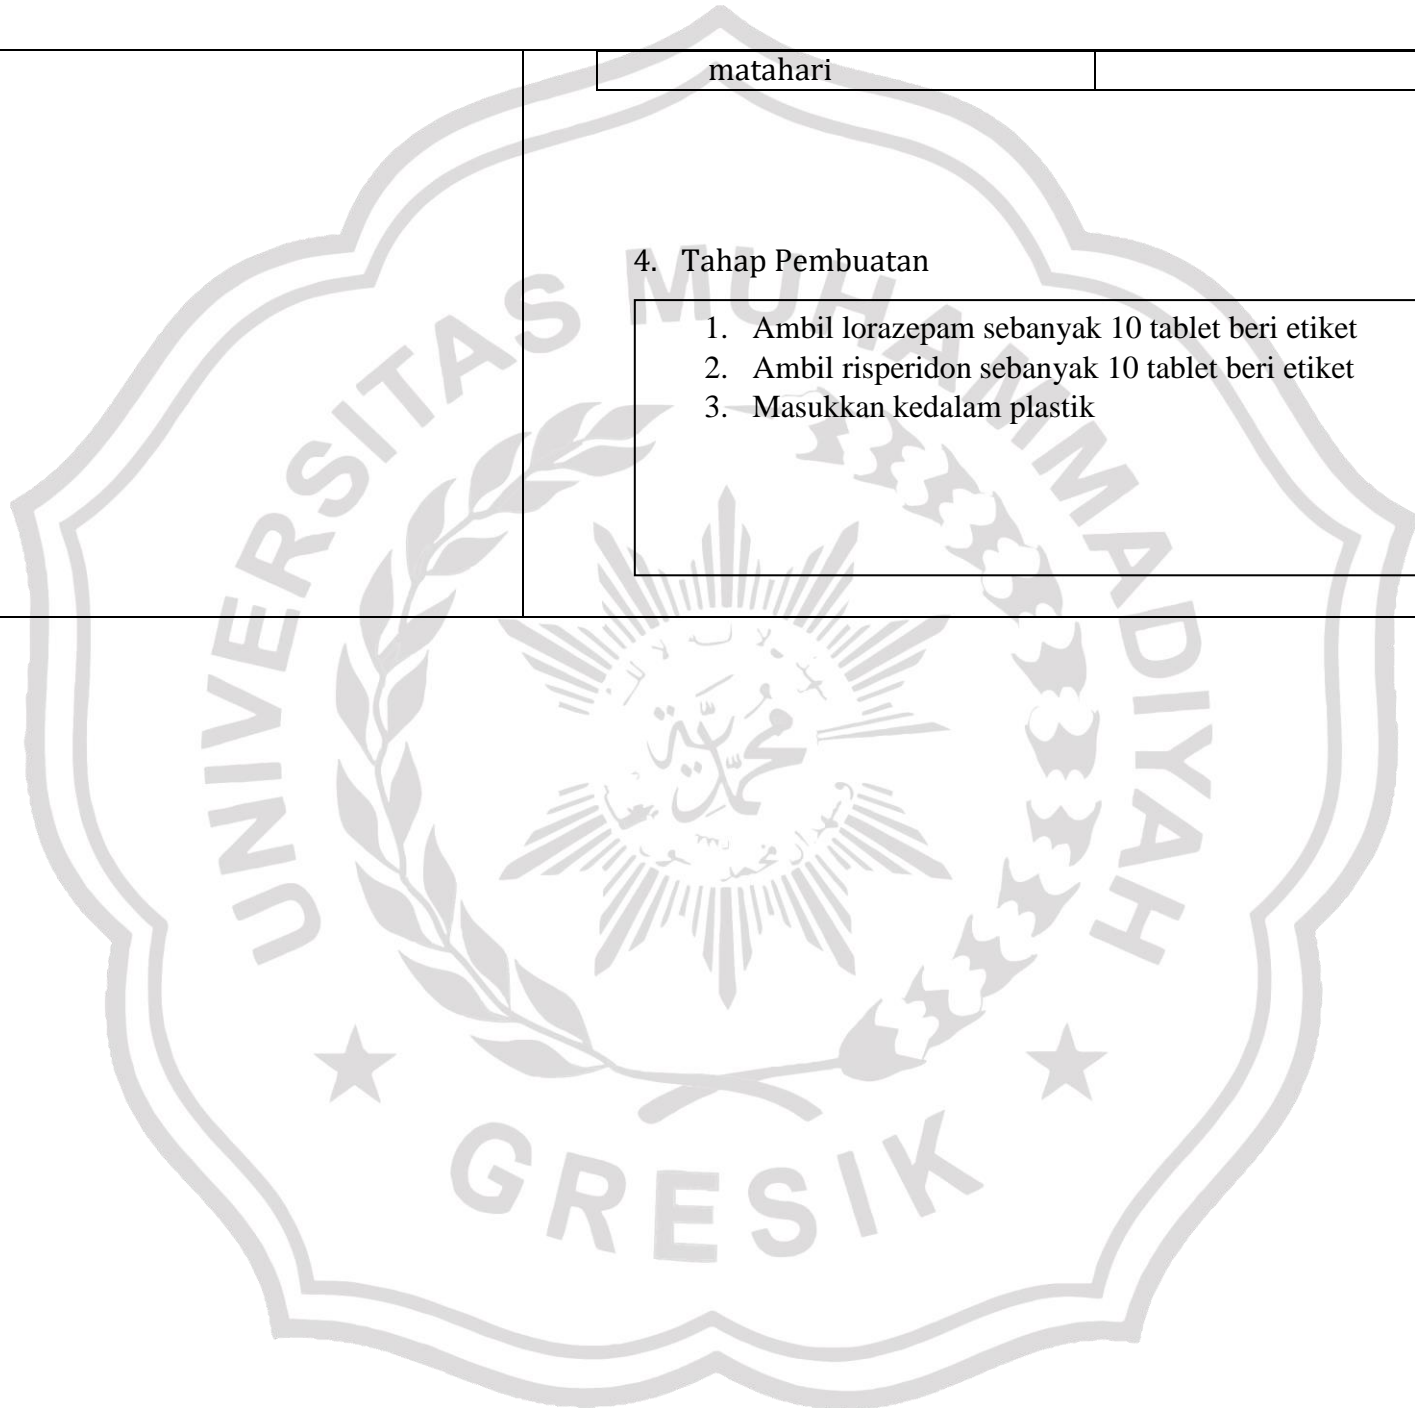 matahari
4. Tahap Pembuatan
1. Ambil lorazepam sebanyak 10 tablet beri etiket
2. Ambil risperidon sebanyak 10 tablet beri etiket
3. Masukkan kedalam plastik
UNIVERSITAS MUHAMMADIYAH
محمدية
GRESIK